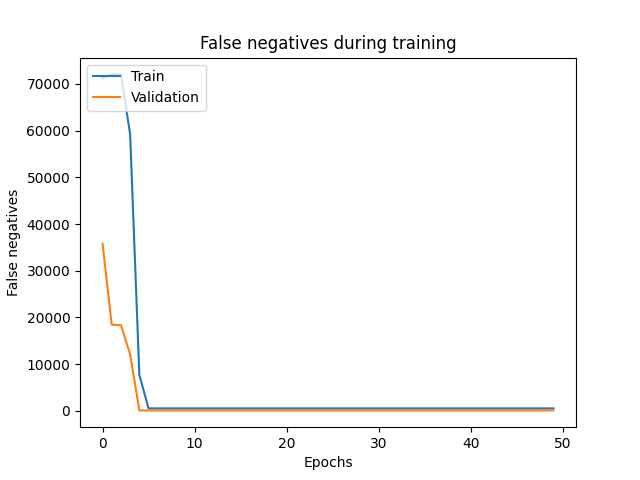 False negatives during training
Train
Validation
70000
60000
50000
40000
30000
20000
10000
0
False negatives
0 10 20 30 40 50
Epochs